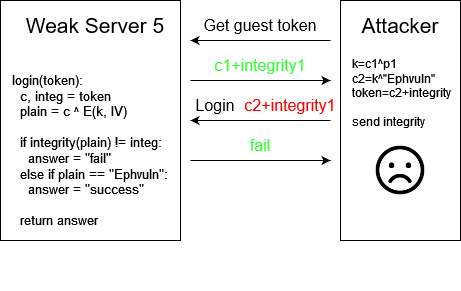 Weak Server 5
login(token):
c, integ = token
plain = c ^ E(k, IV)
if integrity(plain) != integ:
answer = "fail"
else if plain == "Ephvuln":
answer = "success"
return answer
Get guest token
c1+integrity1
Login c2+integrity1
fail
Attacker
k=c1^p1
c2=k^"Ephvuln"
token=c2+integrity
send integrity